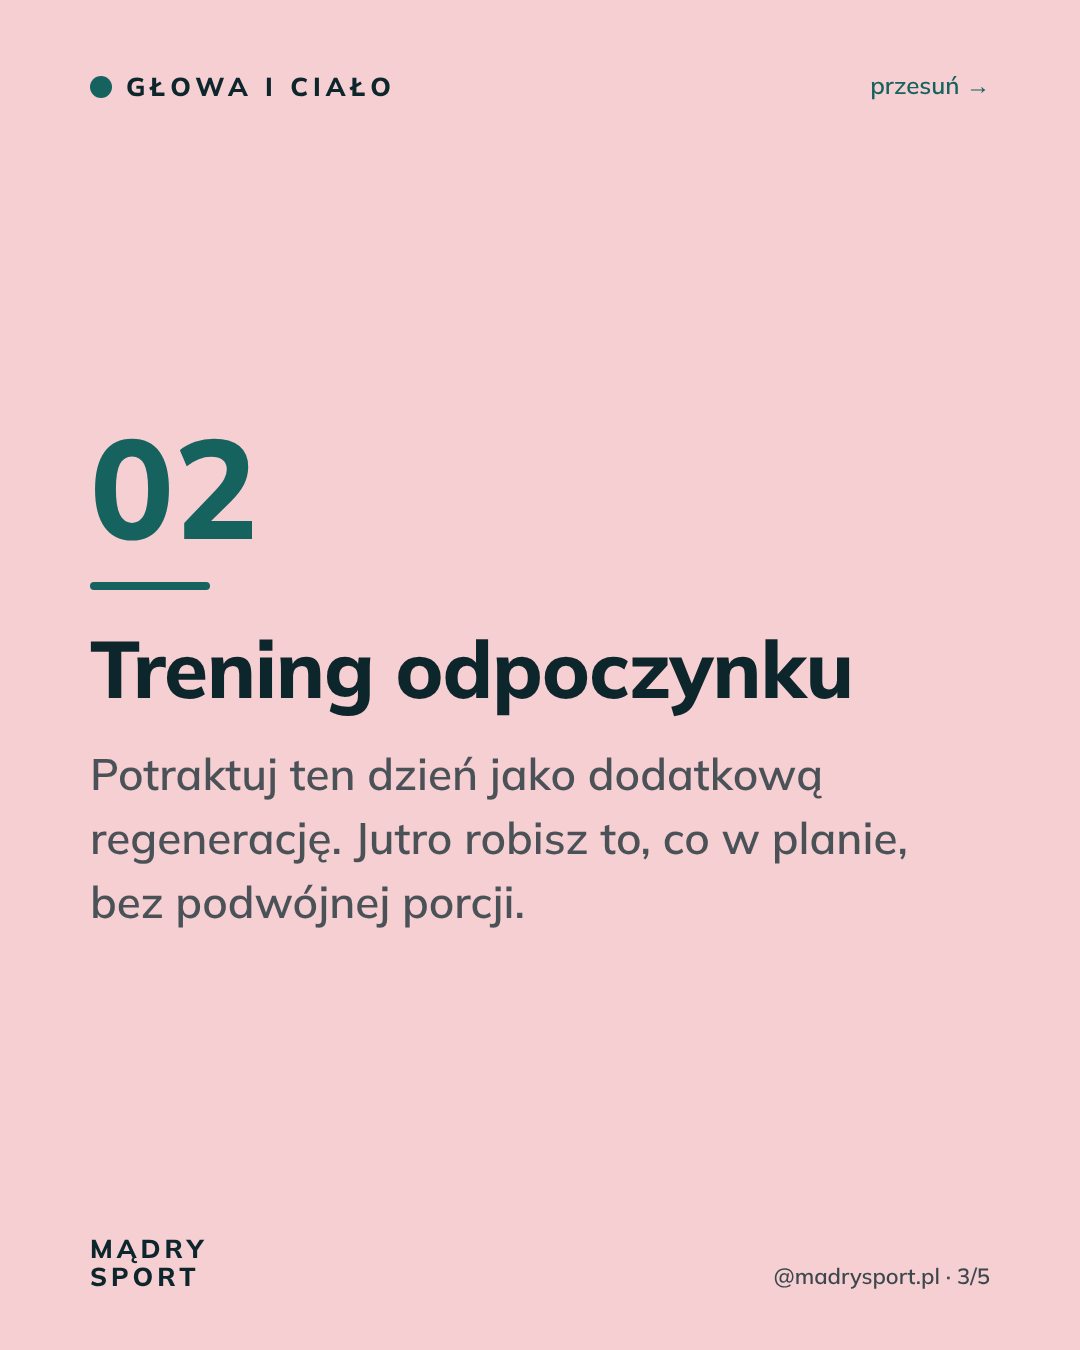 GŁOWA I CIAŁO
przesuń →
02
Trening odpoczynku
Potraktuj ten dzień jako dodatkową
regenerację. Jutro robisz to, co w planie,
bez podwójnej porcji.
MĄDRY
SPORT
@madrysport.pl · 3/5